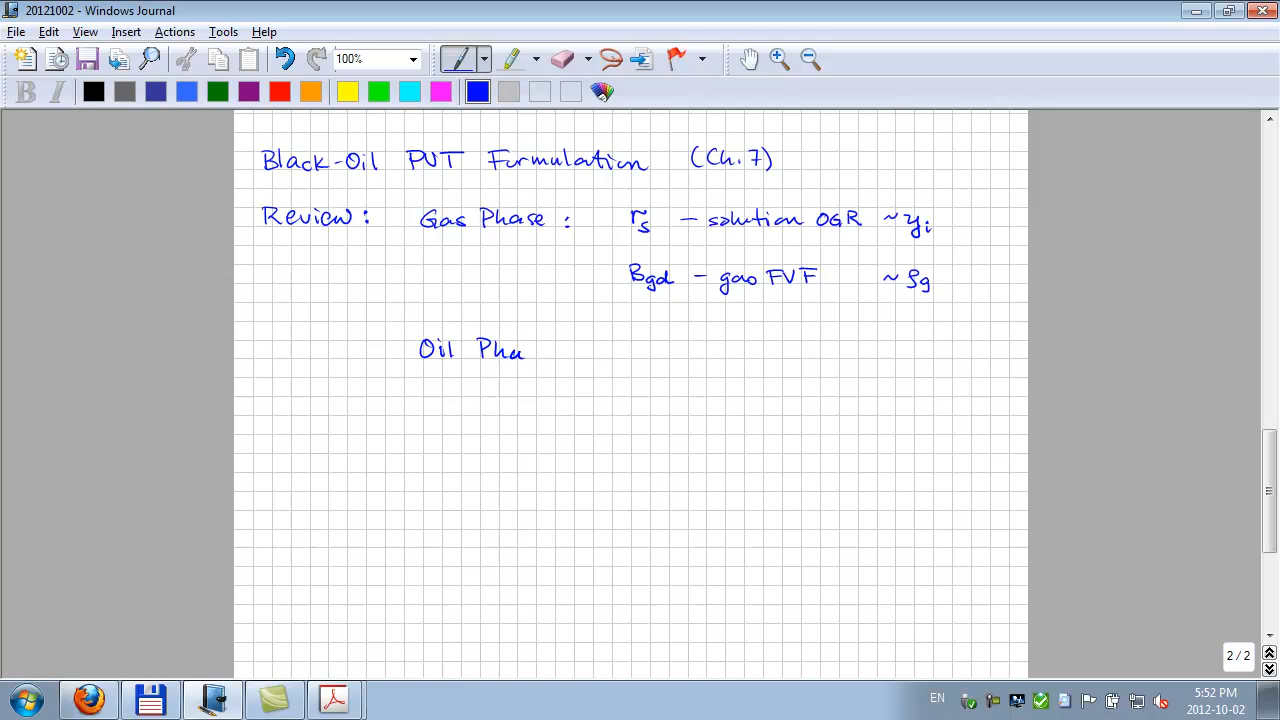 20121002 - Windows Journal
File Edit View Insert Actions Tools Help
100%
Black-Oil PVT Formulation (Ch.7)
Review: Gas Phase: rs - solution OGR ~ yi
Bgd - gas FVF ~ ρg
Oil Pha
2 / 2
EN
5:52 PM
2012-10-02